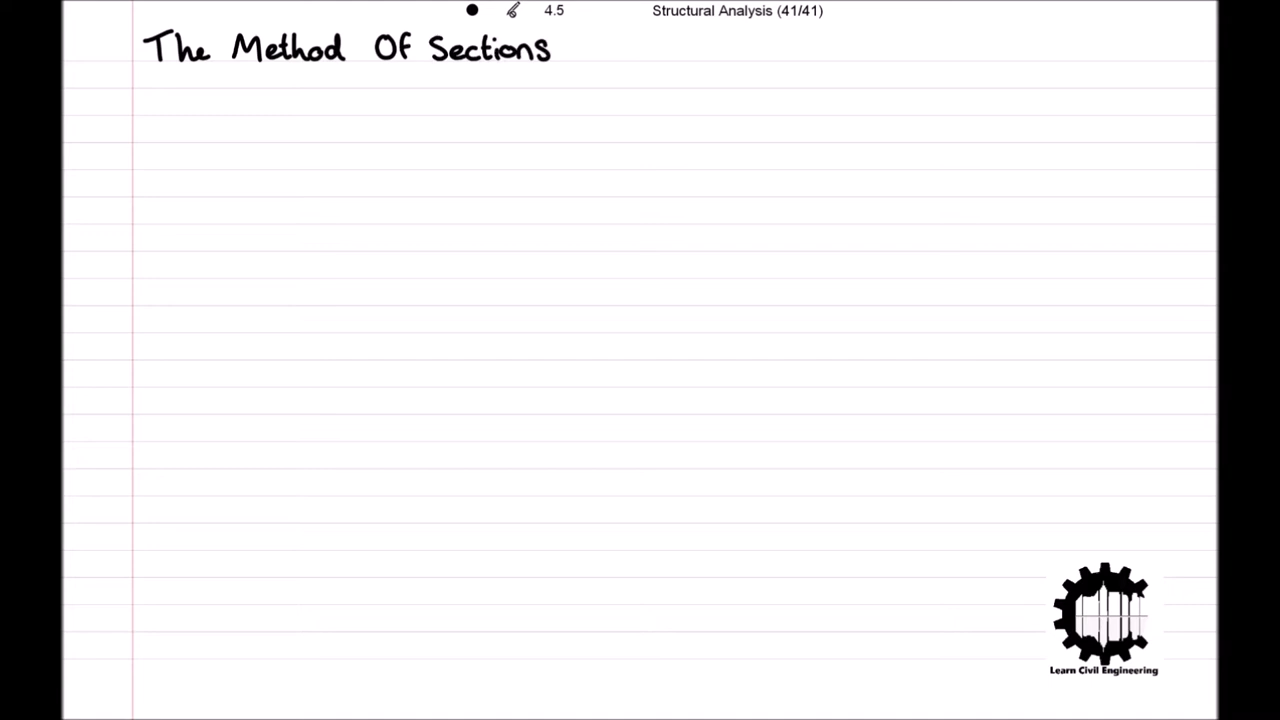 4.5 Structural Analysis (41/41)
The Method Of Sections
Learn Civil Engineering